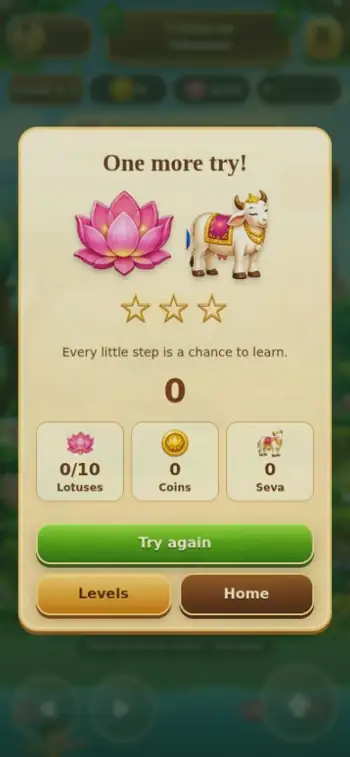 One more try!
Every little step is a chance to learn.
0
0/10
Lotuses
0
Coins
0
Seva
Try again
Levels
Home